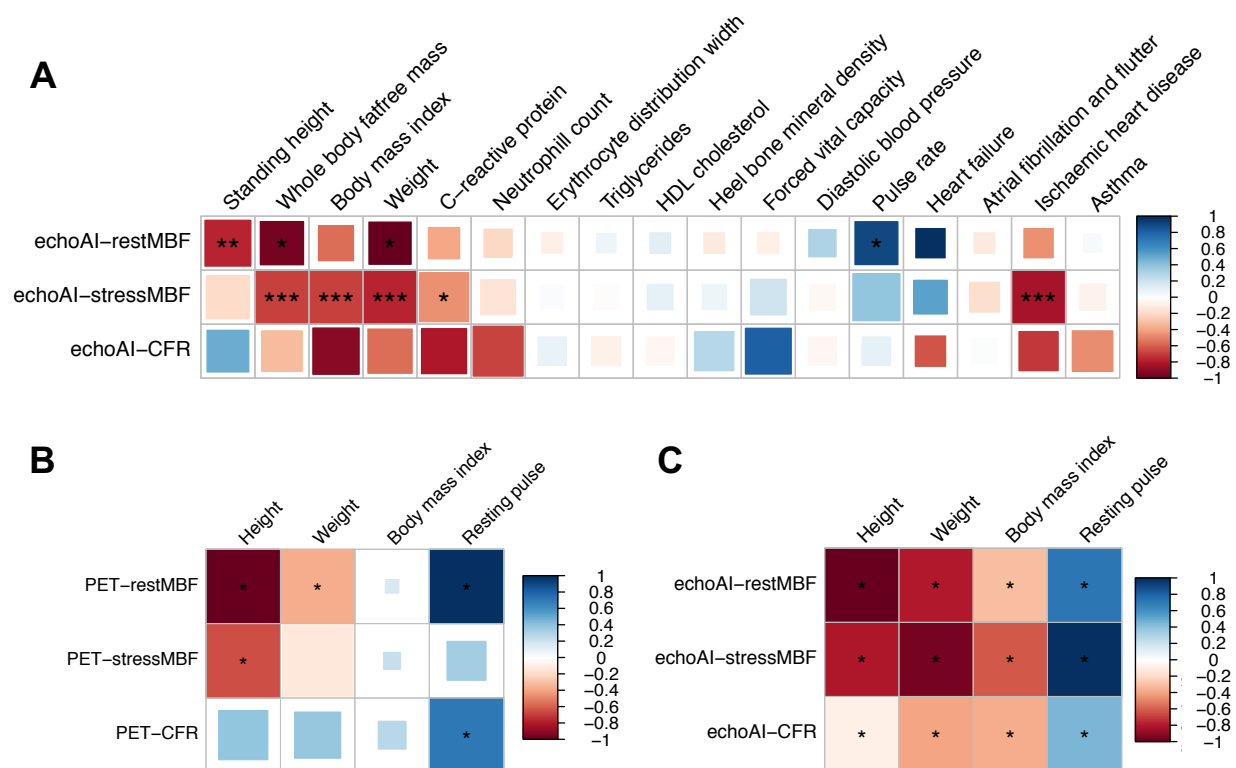 A
Standing height
Whole body fatfree mass
Body mass index
Weight
C−reactive protein
Neutrophill count
Erythrocyte distribution width
Triglycerides
HDL cholesterol
Heel bone mineral density
Forced vital capacity
Diastolic blood pressure
Pulse rate
Heart failure
Atrial fibrillation and flutter
Ischaemic heart disease
Asthma
echoAI−restMBF ** * * *
echoAI−stressMBF *** *** *** * ***
echoAI−CFR
1
0.8
0.6
0.4
0.2
0
−0.2
−0.4
−0.6
−0.8
−1
B
Height
Weight
Body mass index
Resting pulse
PET−restMBF * * *
PET−stressMBF *
PET−CFR *
1
0.8
0.6
0.4
0.2
0
−0.2
−0.4
−0.6
−0.8
−1
C
Height
Weight
Body mass index
Resting pulse
echoAI−restMBF * * * *
echoAI−stressMBF * * * *
echoAI−CFR * * * *
1
0.8
0.6
0.4
0.2
0
−0.2
−0.4
−0.6
−0.8
−1